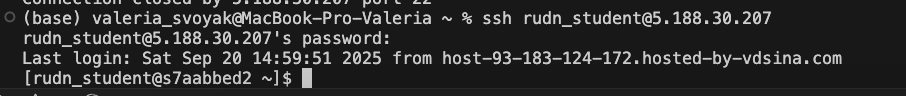 (base) valeria_svoyak@MacBook-Pro-Valeria ~ % ssh rudn_student@5.188.30.207
rudn_student@5.188.30.207's password:
Last login: Sat Sep 20 14:59:51 2025 from host-93-183-124-172.hosted-by-vdsina.com
[rudn_student@s7aabbed2 ~]$